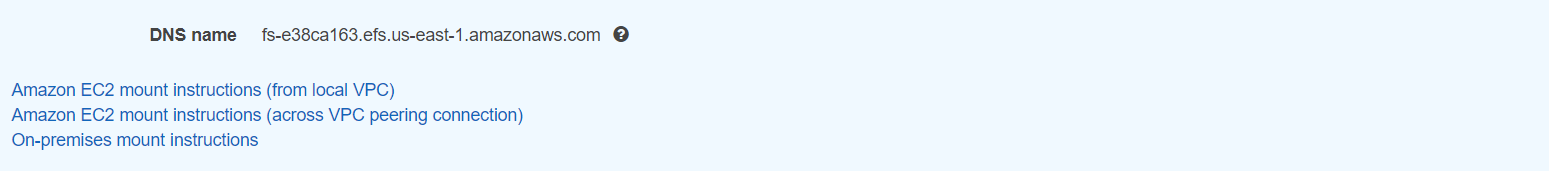 DNS name fs-e38ca163.efs.us-east-1.amazonaws.com ?
Amazon EC2 mount instructions (from local VPC)
Amazon EC2 mount instructions (across VPC peering connection)
On-premises mount instructions